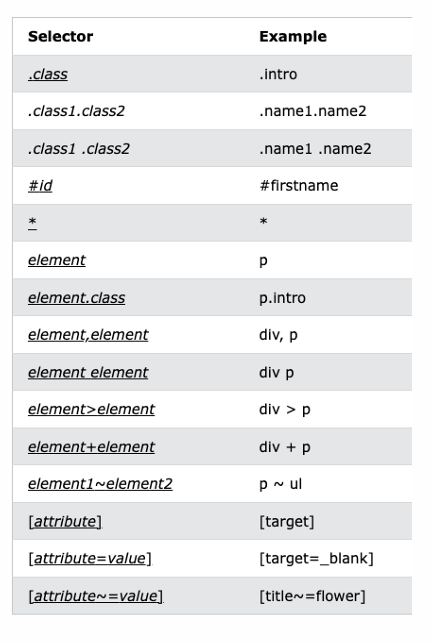 Selector Example
.class .intro
.class1.class2 .name1.name2
.class1 .class2 .name1 .name2
#id #firstname
* *
element p
element.class p.intro
element,element div, p
element element div p
element>element div > p
element+element div + p
element1~element2 p ~ ul
[attribute] [target]
[attribute=value] [target=_blank]
[attribute~=value] [title~=flower]